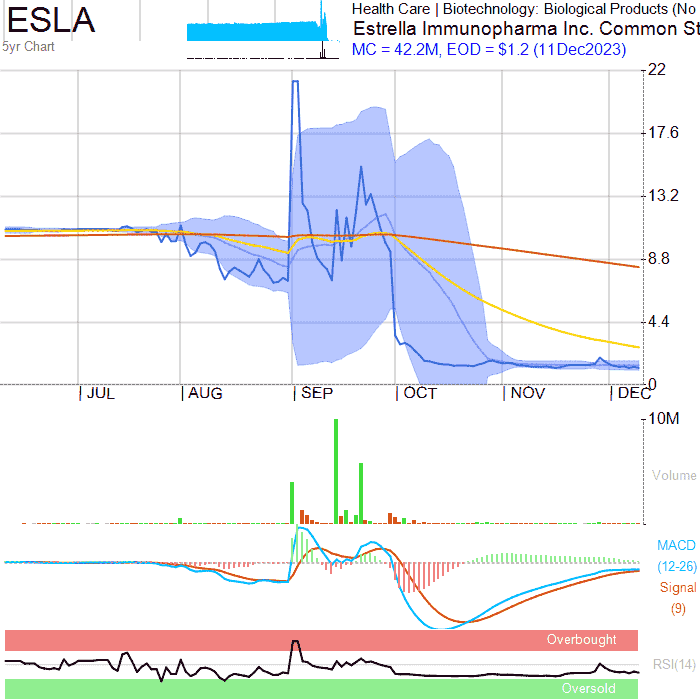 ESLA
5yr Chart
Health Care | Biotechnology: Biological Products (No
Estrella Immunopharma Inc. Common St
MC = 42.2M, EOD = $1.2 (11Dec2023)
22
17.6
13.2
8.8
4.4
0
JUL AUG SEP OCT NOV DEC
10M
Volume
MACD
(12-26)
Signal
(9)
Overbought
RSI(14)
Oversold